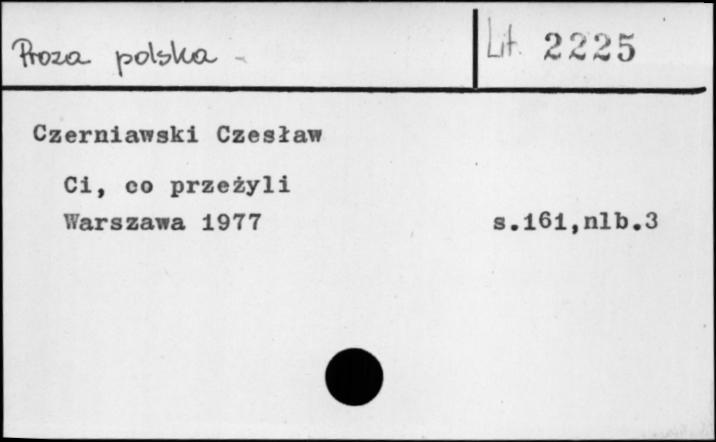 Proza polska -
Lit. 2225
Czerniawski Czesław
Ci, co przeżyli
Warszawa 1977
s.161,nlb.3